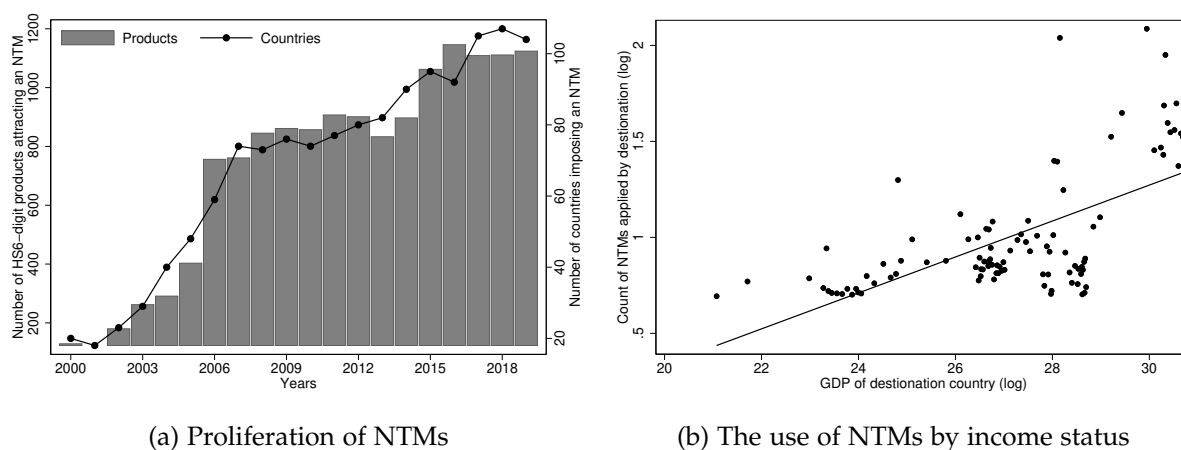 Number of HS6−digit products attracting an NTM
1200
1000
800
600
400
200
Products
Countries
100
80
60
40
20
Number of countries imposing an NTM
2000 2003 2006 2009 2012 2015 2018
Years
(a) Proliferation of NTMs
Count of NTMs applied by destionation (log)
2
1.5
1
.5
20 22 24 26 28 30
GDP of destionation country (log)
(b) The use of NTMs by income status